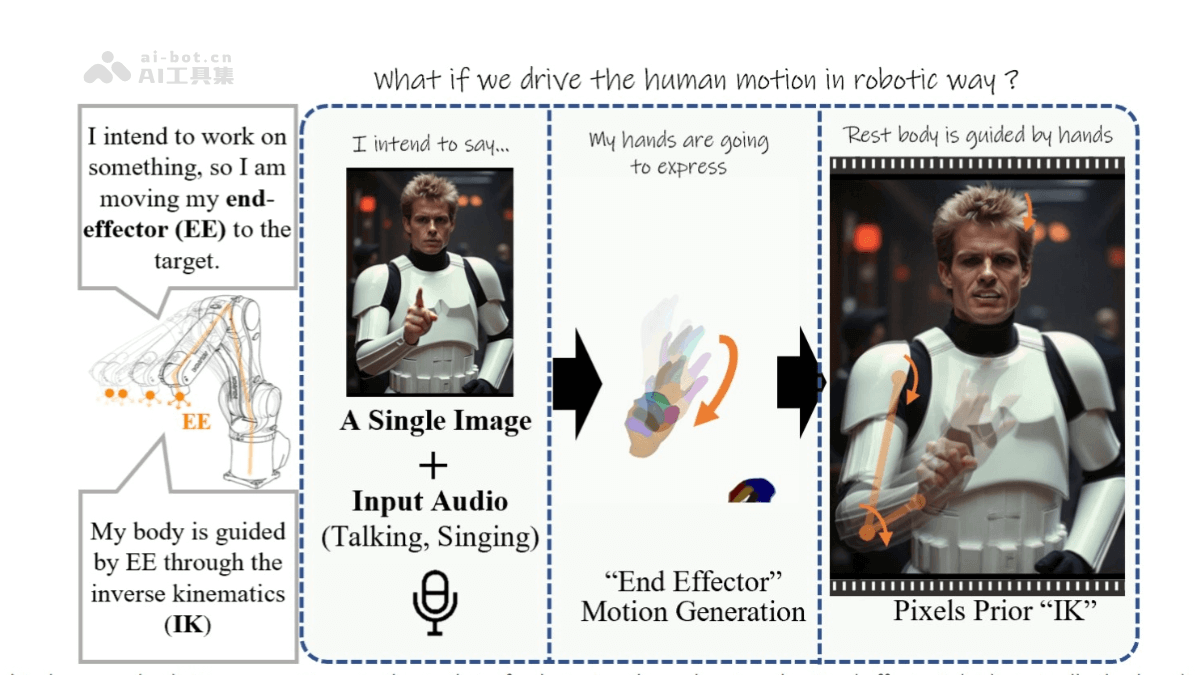 ai-bot.cn
AI工具集
What if we drive the human motion in robotic way ?
I intend to work on
something, so I am
moving my end-
effector (EE) to the
target.
EE
My body is guided
by EE through the
inverse kinematics
(IK)
I intend to say...
A Single Image
+
Input Audio
(Talking, Singing)
My hands are going
to express
“End Effector”
Motion Generation
Rest body is guided by hands
Pixels Prior “IK”